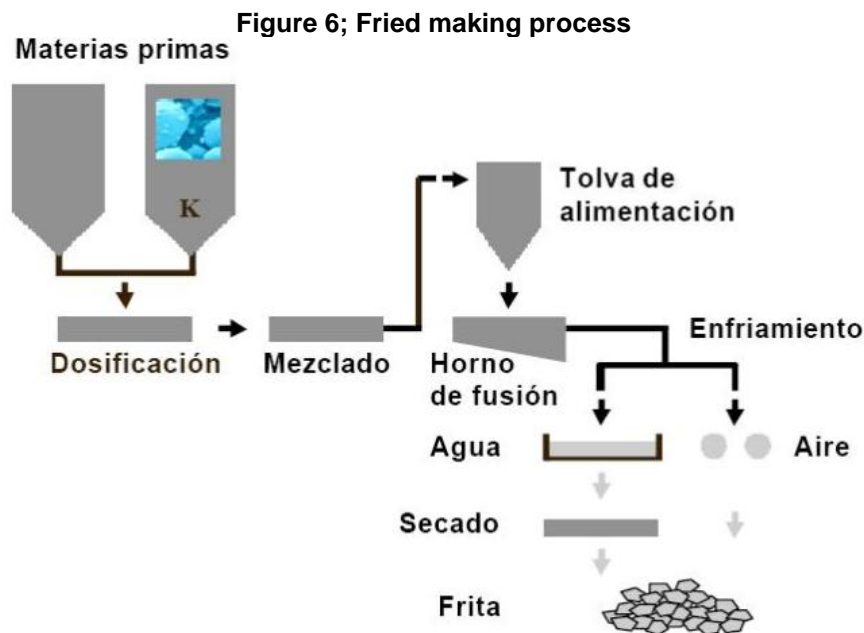 Figure 6; Fried making process
Materias primas
K
Tolva de
alimentación
Dosificación
Mezclado
Horno
de fusión
Enfriamiento
Agua
Aire
Secado
Frita